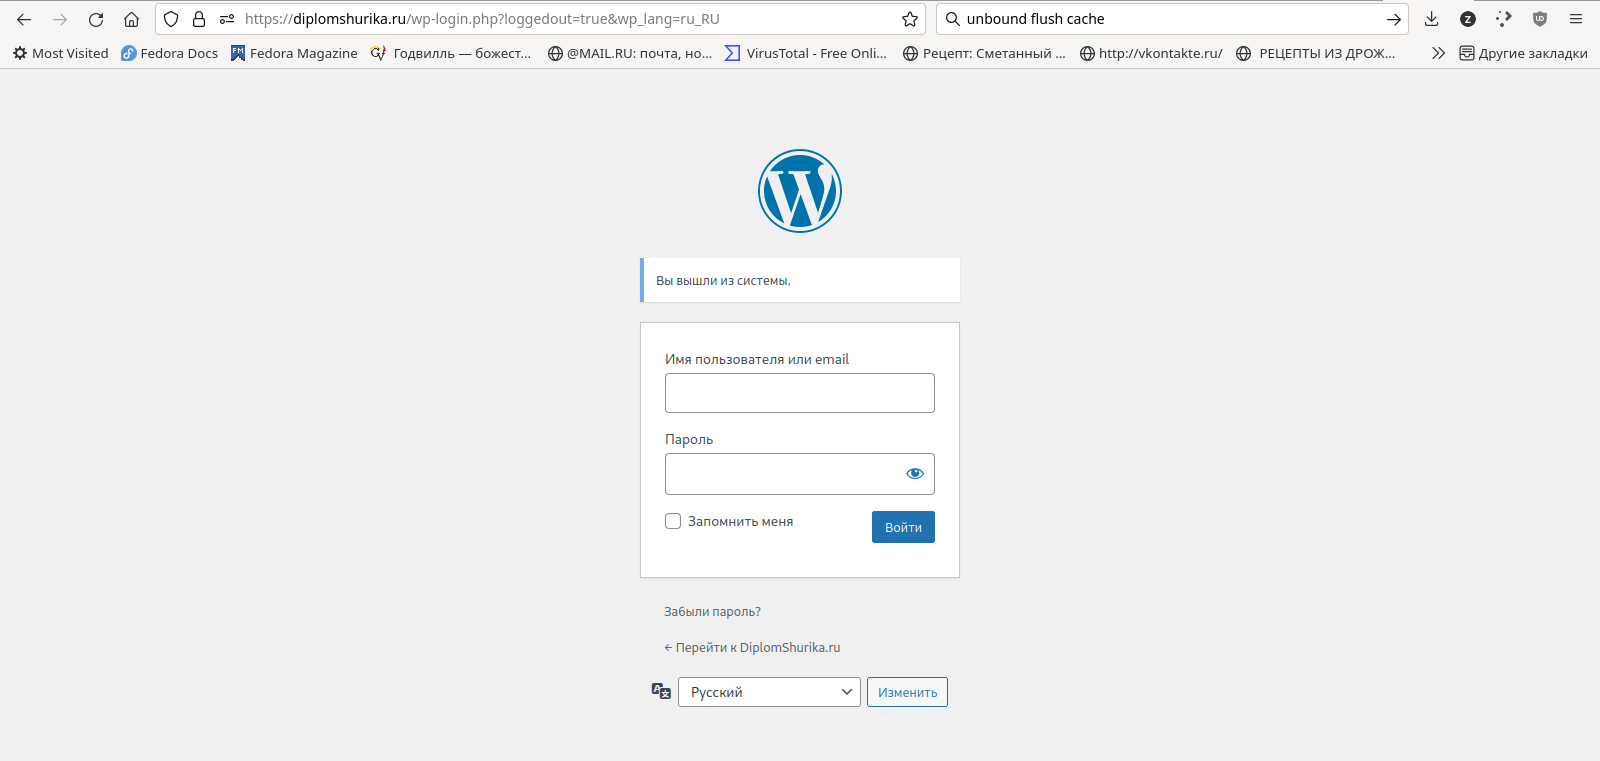 https://diplomshurika.ru/wp-login.php?loggedout=true&wp_lang=ru_RU unbound flush cache
Most Visited Fedora Docs Fedora Magazine Годвилль — божест... @MAIL.RU: почта, но... VirusTotal - Free Onli... Рецепт: Сметанный ... http://vkontakte.ru/ РЕЦЕПТЫ ИЗ ДРОЖ... Другие закладки
Вы вышли из системы.
Имя пользователя или email
Пароль
Запомнить меня Войти
Забыли пароль?
← Перейти к DiplomShurika.ru
Русский Изменить